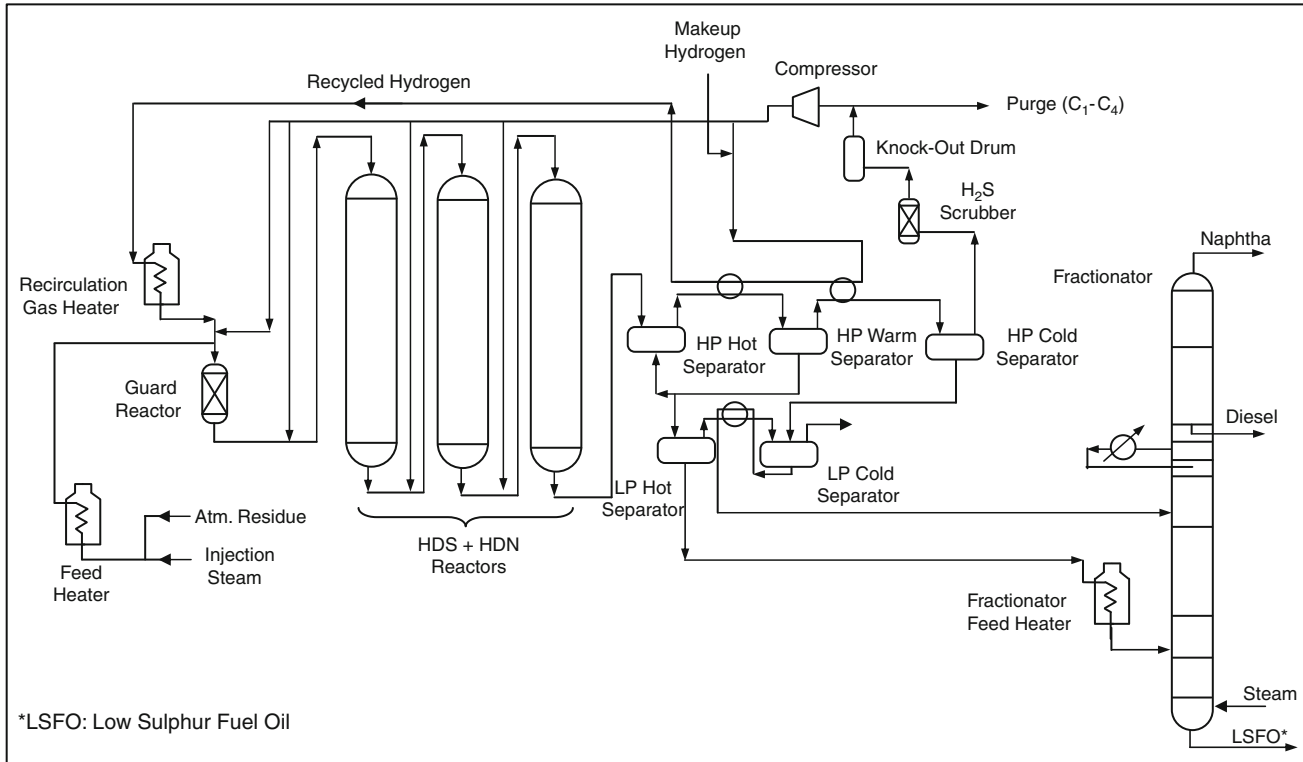 Makeup
Hydrogen
Compressor
Recycled Hydrogen
Purge (C1-C4)
Knock-Out Drum
H2S
Scrubber
Naphtha
Fractionator
Recirculation
Gas Heater
HP Hot
Separator
HP Warm
Separator
HP Cold
Separator
Guard
Reactor
Diesel
LP Hot
Separator
LP Cold
Separator
Atm. Residue
Injection
Steam
Feed
Heater
HDS + HDN
Reactors
Fractionator
Feed Heater
Steam
LSFO*
*LSFO: Low Sulphur Fuel Oil